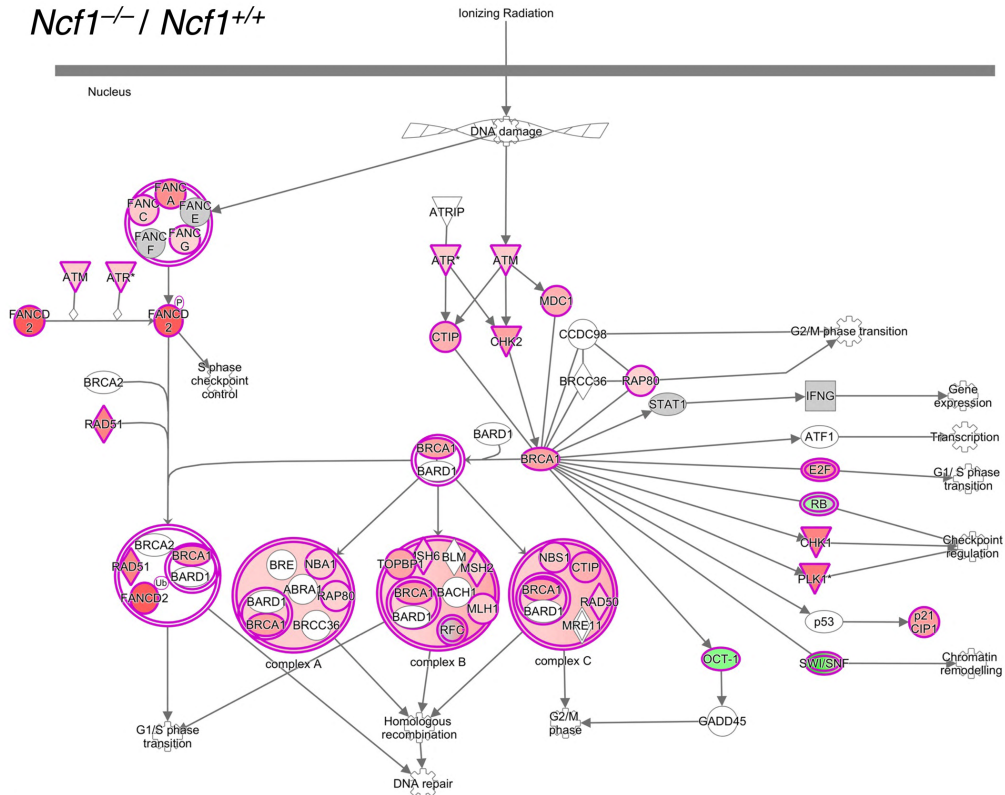 Ncf1–/– / Ncf1+/+
Ionizing Radiation
Nucleus
DNA damage
FANC
A
FANC
C
FANC
E
FANC
F
FANC
G
ATRIP
ATM
ATR*
ATR*
ATM
MDC1
FANCD
2
FANCD
2
P
CTIP
CHK2
CCDC98
G2/M phase transition
S phase
checkpoint
control
BRCA2
BRCC36
RAP80
STAT1
IFNG
Gene
expression
RAD51
BARD1
ATF1
Transcription
BRCA1
BARD1
BRCA1
E2F
G1/ S phase
transition
RB
CHK1
Checkpoint
regulation
PLK1*
BRCA2
BRCA1
RAD51
BARD1
Ub
FANCD2
BRE
NBA1
ABRA1
RAP80
BARD1
BRCA1
BRCC36
complex A
MSH6
BLM
TOPBP1
MSH2
BRCA1
BACH1
BARD1
MLH1
RFC
complex B
NBS1
CTIP
BRCA1
RAD50
BARD1
MRE11
complex C
p53
p21
CIP1
OCT-1
SWI/SNF
Chromatin
remodelling
G1/S phase
transition
Homologous
recombination
G2/M
phase
GADD45
DNA repair